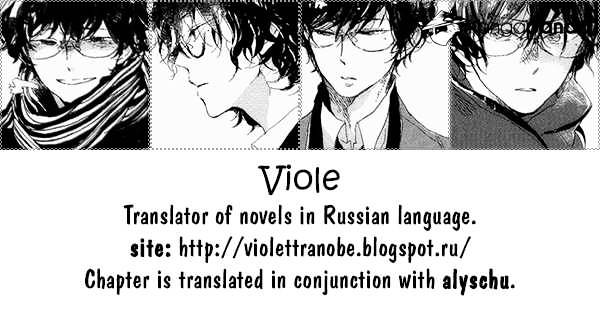 Viole
Translator of novels in Russian language.
site: http://violettranobe.blogspot.ru/
Chapter is translated in conjunction with alyschu.